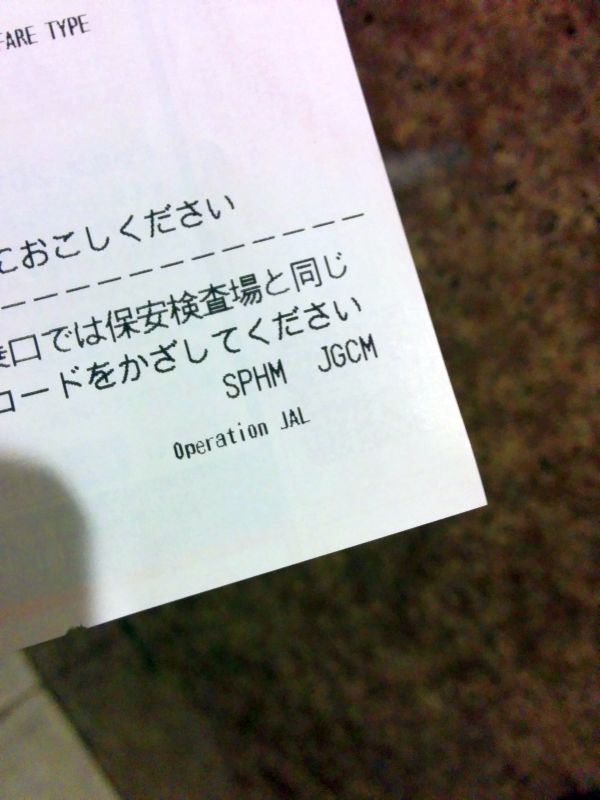 FARE TYPE
におこしください
乗口では保安検査場と同じ
コードをかざしてください
SPHM JGCM
Operation JAL